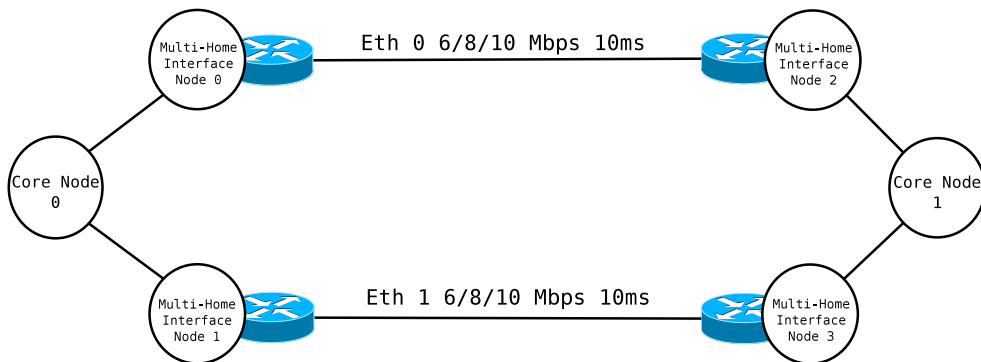 Multi-Home
Interface
Node 0
Eth 0 6/8/10 Mbps 10ms
Multi-Home
Interface
Node 2
Core Node
0
Core Node
1
Multi-Home
Interface
Node 1
Eth 1 6/8/10 Mbps 10ms
Multi-Home
Interface
Node 3